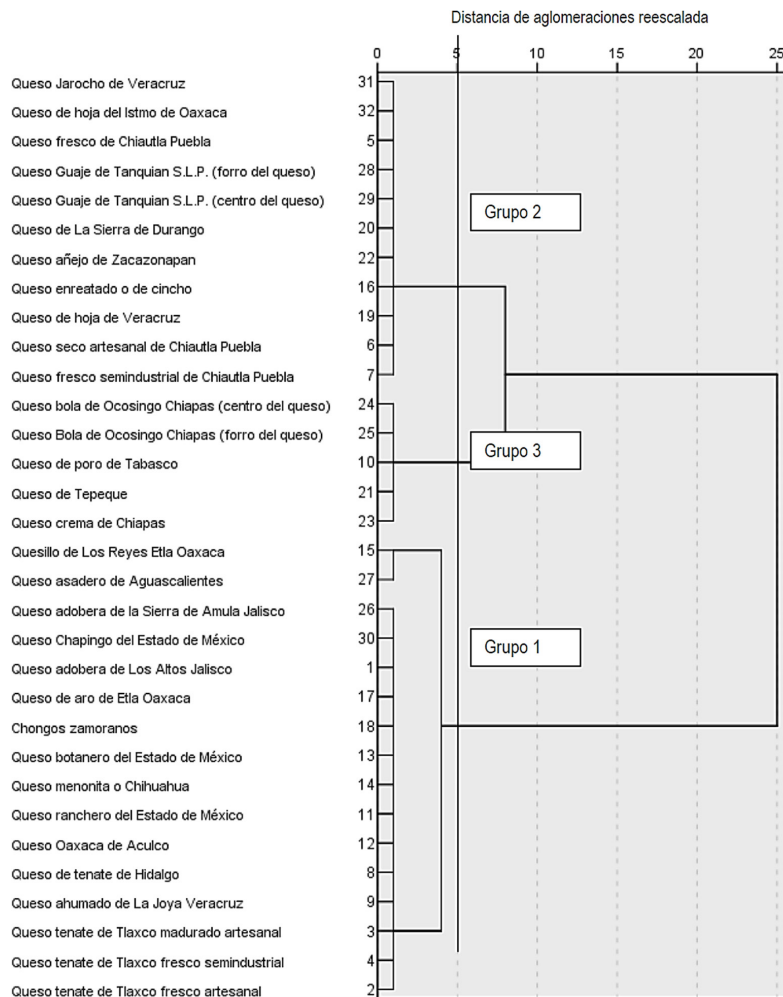 Distancia de aglomeraciones reescalada
0 5 10 15 20 25
Queso Jarocho de Veracruz 31
Queso de hoja del Istmo de Oaxaca 32
Queso fresco de Chiautla Puebla 5
Queso Guaje de Tanquian S.L.P. (forro del queso) 28
Queso Guaje de Tanquian S.L.P. (centro del queso) 29
Grupo 2
Queso de La Sierra de Durango 20
Queso añejo de Zacazonapan 22
Queso enreatado o de cincho 16
Queso de hoja de Veracruz 19
Queso seco artesanal de Chiautla Puebla 6
Queso fresco semindustrial de Chiautla Puebla 7
Queso bola de Ocosingo Chiapas (centro del queso) 24
Queso Bola de Ocosingo Chiapas (forro del queso) 25
Grupo 3
Queso de poro de Tabasco 10
Queso de Tepeque 21
Queso crema de Chiapas 23
Quesillo de Los Reyes Etla Oaxaca 15
Queso asadero de Aguascalientes 27
Queso adobera de la Sierra de Amula Jalisco 26
Queso Chapingo del Estado de México 30
Grupo 1
Queso adobera de Los Altos Jalisco 1
Queso de aro de Etla Oaxaca 17
Chongos zamoranos 18
Queso botanero del Estado de México 13
Queso menonita o Chihuahua 14
Queso ranchero del Estado de México 11
Queso Oaxaca de Aculco 12
Queso de tenate de Hidalgo 8
Queso ahumado de La Joya Veracruz 9
Queso tenate de Tlaxco madurado artesanal 3
Queso tenate de Tlaxco fresco semindustrial 4
Queso tenate de Tlaxco fresco artesanal 2